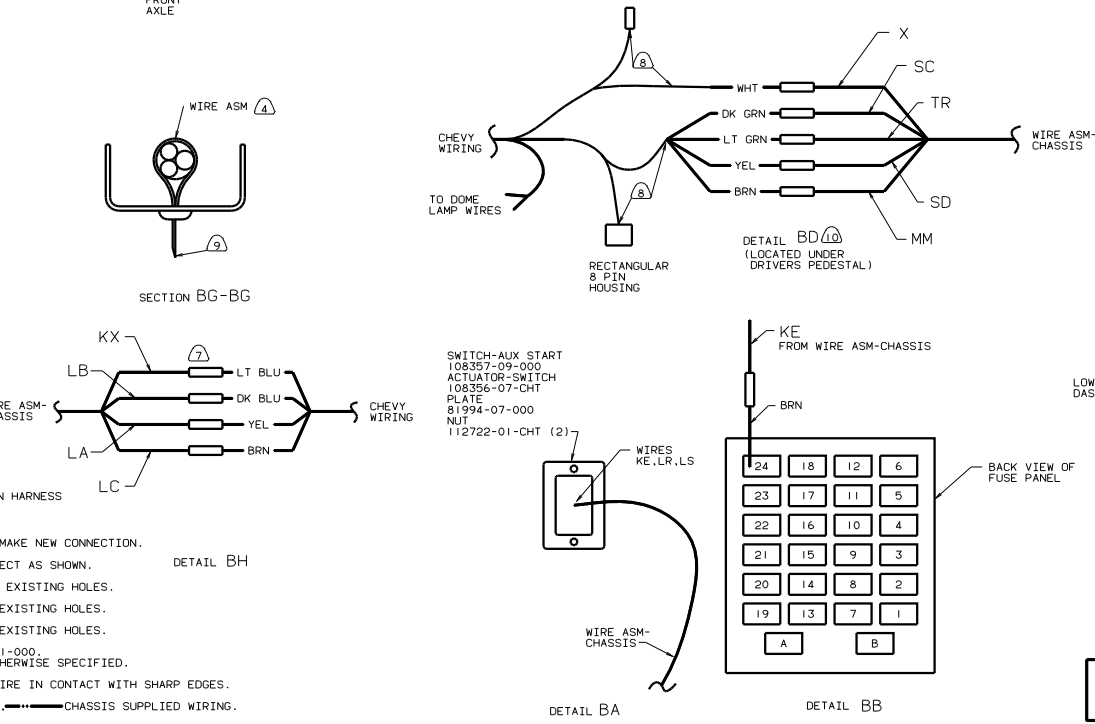 AXLE
WIRE ASM 4
9
SECTION BG-BG
8
X
WHT
SC
DK GRN
TR
LT GRN
CHEVY
WIRING
WIRE ASM-
CHASSIS
YEL
TO DOME
LAMP WIRES
8
BRN
SD
MM
DETAIL BD 10
(LOCATED UNDER
DRIVERS PEDESTAL)
RECTANGULAR
8 PIN
HOUSING
KX
7
LT BLU
LB
DK BLU
RE ASM-
ASSIS
CHEVY
WIRING
YEL
LA
BRN
LC
N HARNESS
DETAIL BH
MAKE NEW CONNECTION.
ECT AS SHOWN.
EXISTING HOLES.
EXISTING HOLES.
EXISTING HOLES.
1-000.
HERWISE SPECIFIED.
IRE IN CONTACT WITH SHARP EDGES.
CHASSIS SUPPLIED WIRING.
SWITCH-AUX START
108357-09-000
ACTUATOR-SWITCH
108356-07-CHT
PLATE
81994-07-000
NUT
112722-01-CHT (2)
WIRES
KE,LR,LS
WIRE ASM-
CHASSIS
DETAIL BA
KE
FROM WIRE ASM-CHASSIS
BRN
BACK VIEW OF
FUSE PANEL
24 18 12 6
23 17 11 5
22 16 10 4
21 15 9 3
20 14 8 2
19 13 7 1
A B
DETAIL BB
LOW
DAS